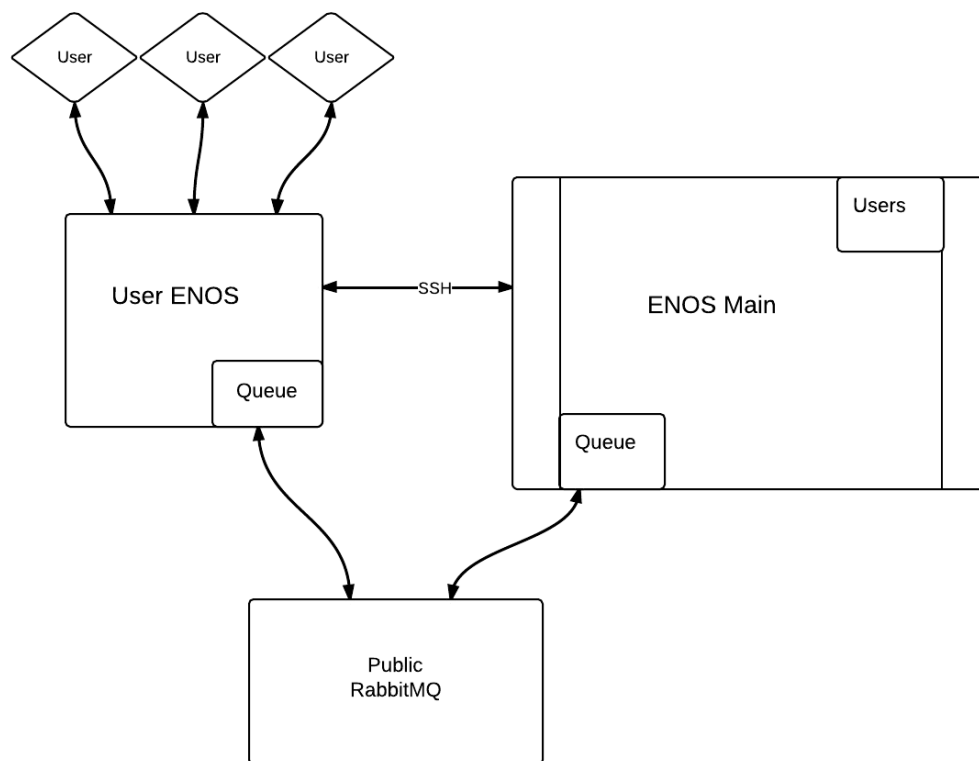 User
User
User
Users
User ENOS
SSH
ENOS Main
Queue
Queue
Public
RabbitMQ